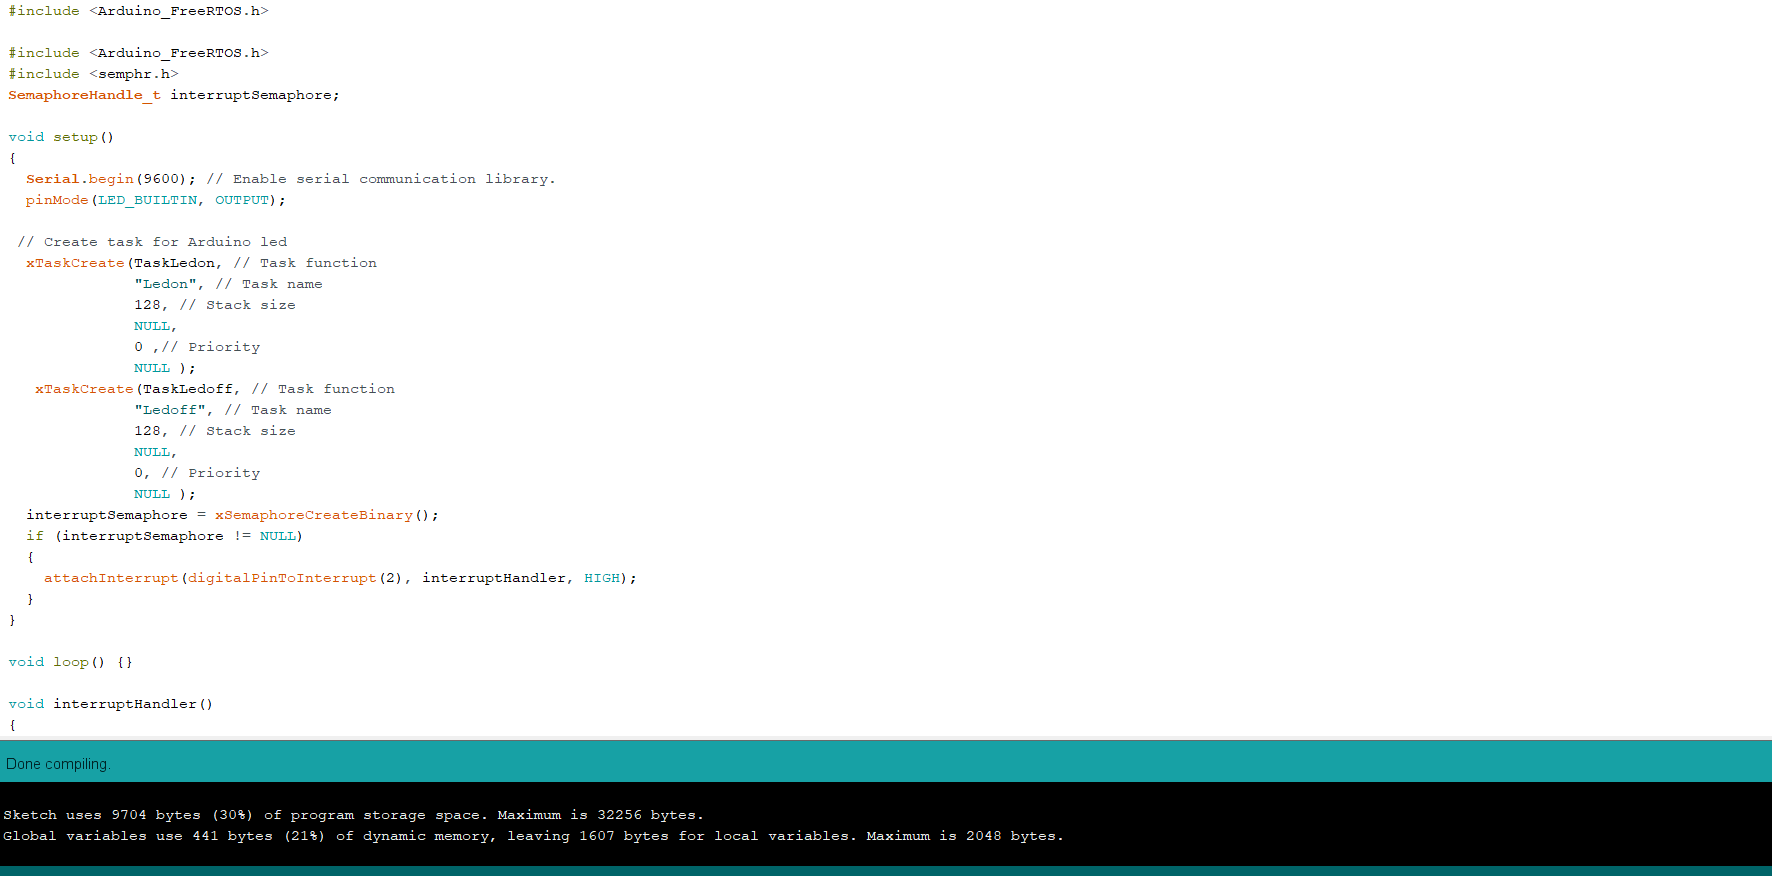 #include <Arduino_FreeRTOS.h>
#include <Arduino_FreeRTOS.h>
#include <semphr.h>
SemaphoreHandle_t interruptSemaphore;
void setup()
{
Serial.begin(9600); // Enable serial communication library.
pinMode(LED_BUILTIN, OUTPUT);
// Create task for Arduino led
xTaskCreate(TaskLedon, // Task function
"Ledon", // Task name
128, // Stack size
NULL,
0 ,// Priority
NULL );
xTaskCreate(TaskLedoff, // Task function
"Ledoff", // Task name
128, // Stack size
NULL,
0, // Priority
NULL );
interruptSemaphore = xSemaphoreCreateBinary();
if (interruptSemaphore != NULL)
{
attachInterrupt(digitalPinToInterrupt(2), interruptHandler, HIGH);
}
}
void loop() {}
void interruptHandler()
{
Done compiling.
Sketch uses 9704 bytes (30%) of program storage space. Maximum is 32256 bytes.
Global variables use 441 bytes (21%) of dynamic memory, leaving 1607 bytes for local variables. Maximum is 2048 bytes.